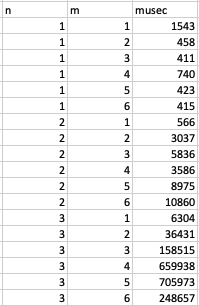 n m musec
1 1 1543
1 2 458
1 3 411
1 4 740
1 5 423
1 6 415
2 1 566
2 2 3037
2 3 5836
2 4 3586
2 5 8975
2 6 10860
3 1 6304
3 2 36431
3 3 158515
3 4 659938
3 5 705973
3 6 248657